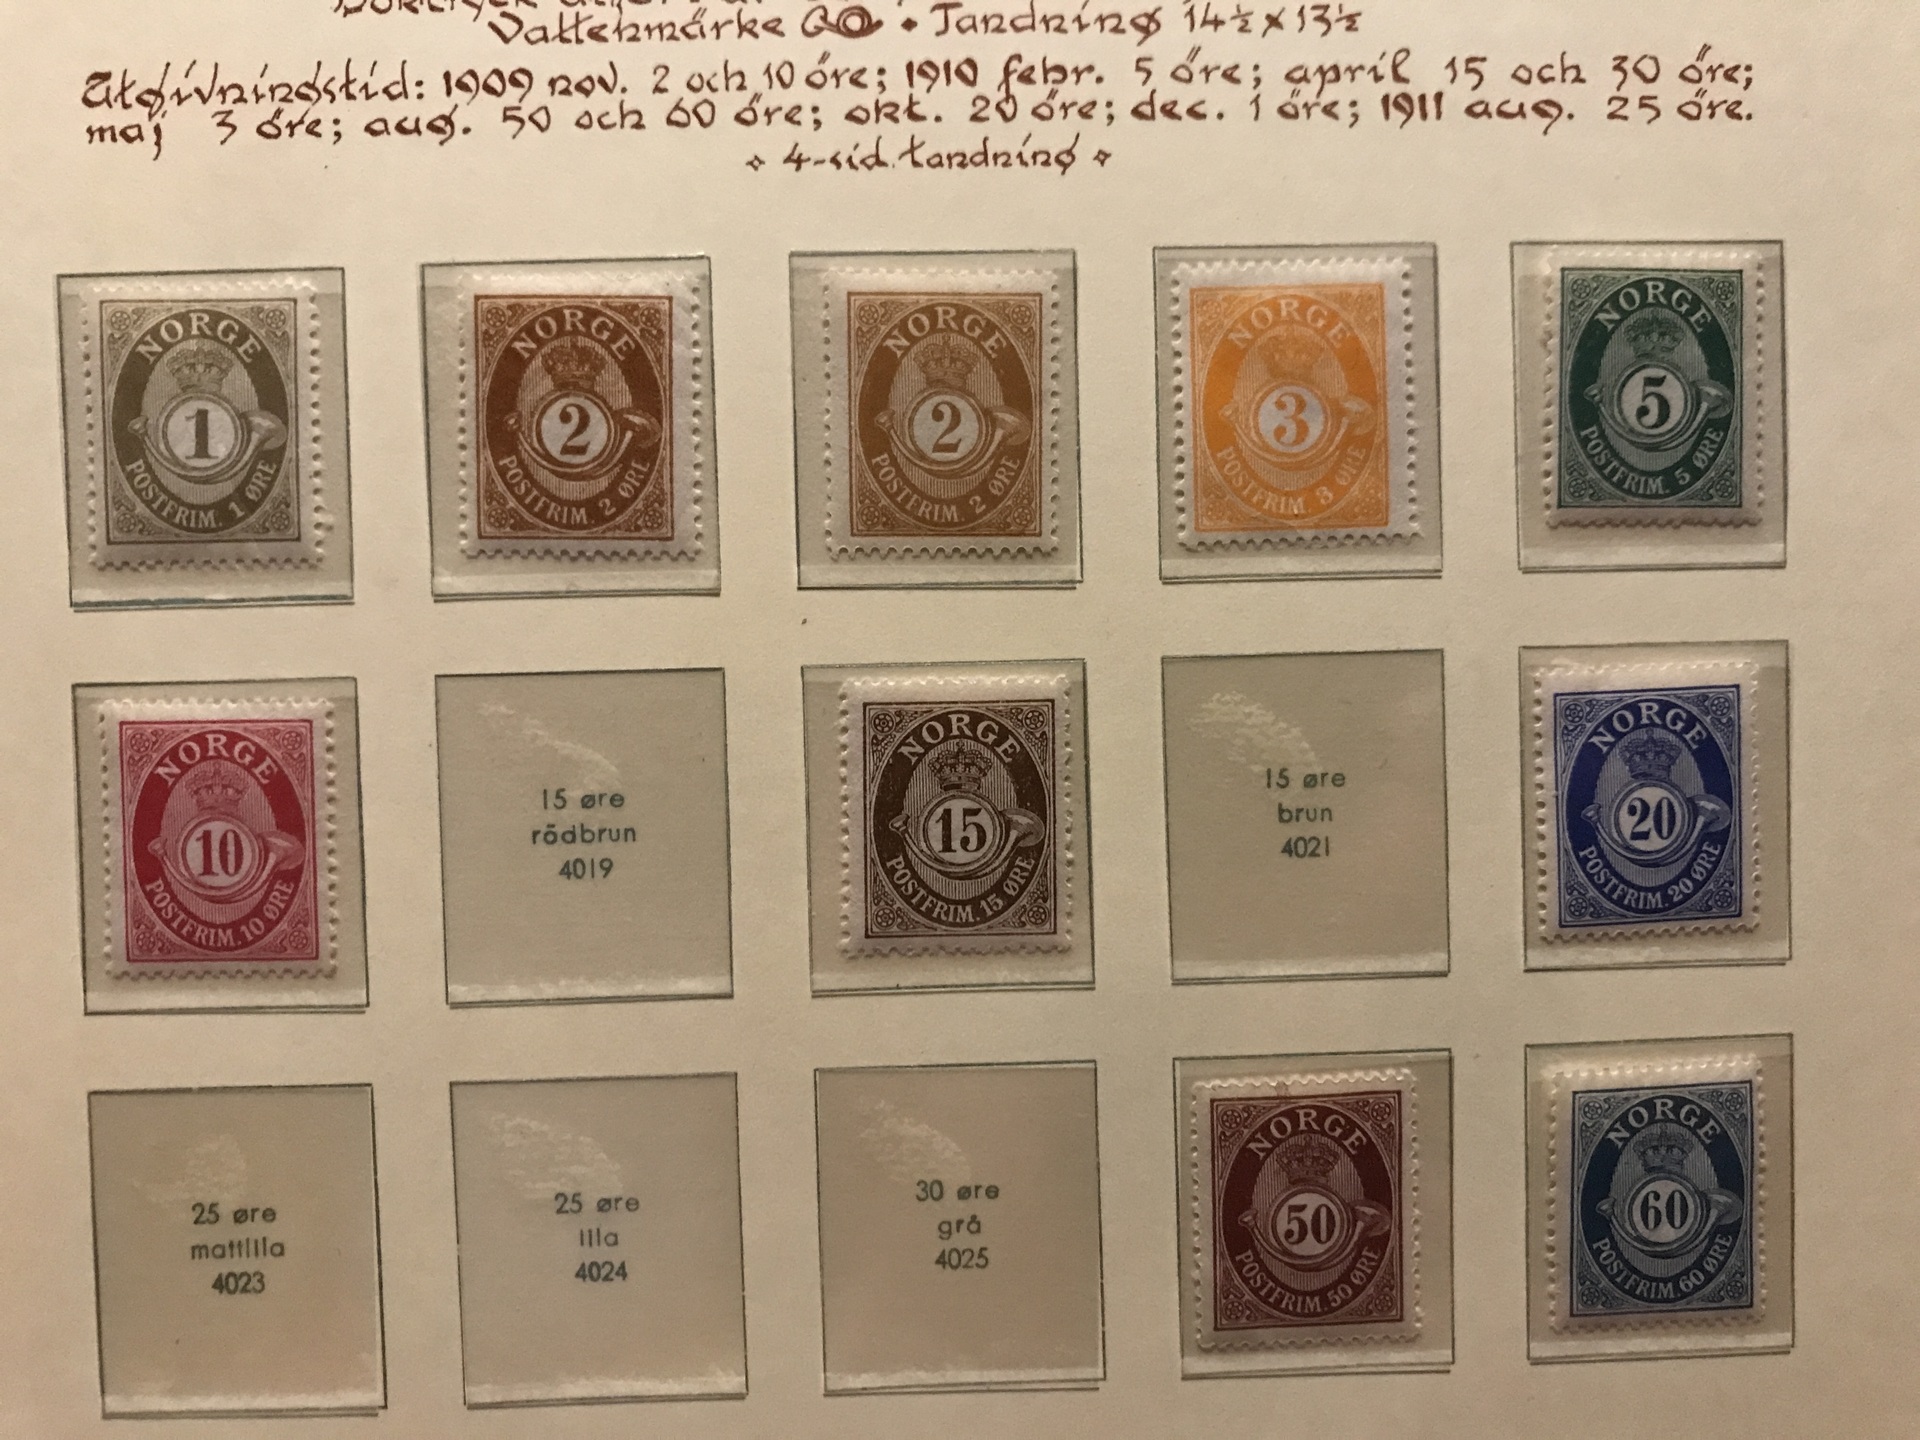 Vattenmärke • Tandning 14½ x 13½
Utgivningstid: 1909 nov. 2 och 10 öre; 1910 febr. 5 öre; april 15 och 30 öre;
maj 3 öre; aug. 50 och 60 öre; okt. 20 öre; dec. 1 öre; 1911 aug. 25 öre.
4-sid. tandning
NORGE
1
POSTFRIM. 1 ØRE
NORGE
2
POSTFRIM. 2 ØRE
NORGE
2
POSTFRIM. 2 ØRE
NORGE
3
POSTFRIM. 3 ØRE
NORGE
5
POSTFRIM. 5 ØRE
NORGE
10
POSTFRIM. 10 ØRE
15 øre
rödbrun
4019
NORGE
15
POSTFRIM. 15 ØRE
15 øre
brun
4021
NORGE
20
POSTFRIM. 20 ØRE
25 øre
mattlila
4023
25 øre
lila
4024
30 øre
grå
4025
NORGE
50
POSTFRIM. 50 ØRE
NORGE
60
POSTFRIM. 60 ØRE